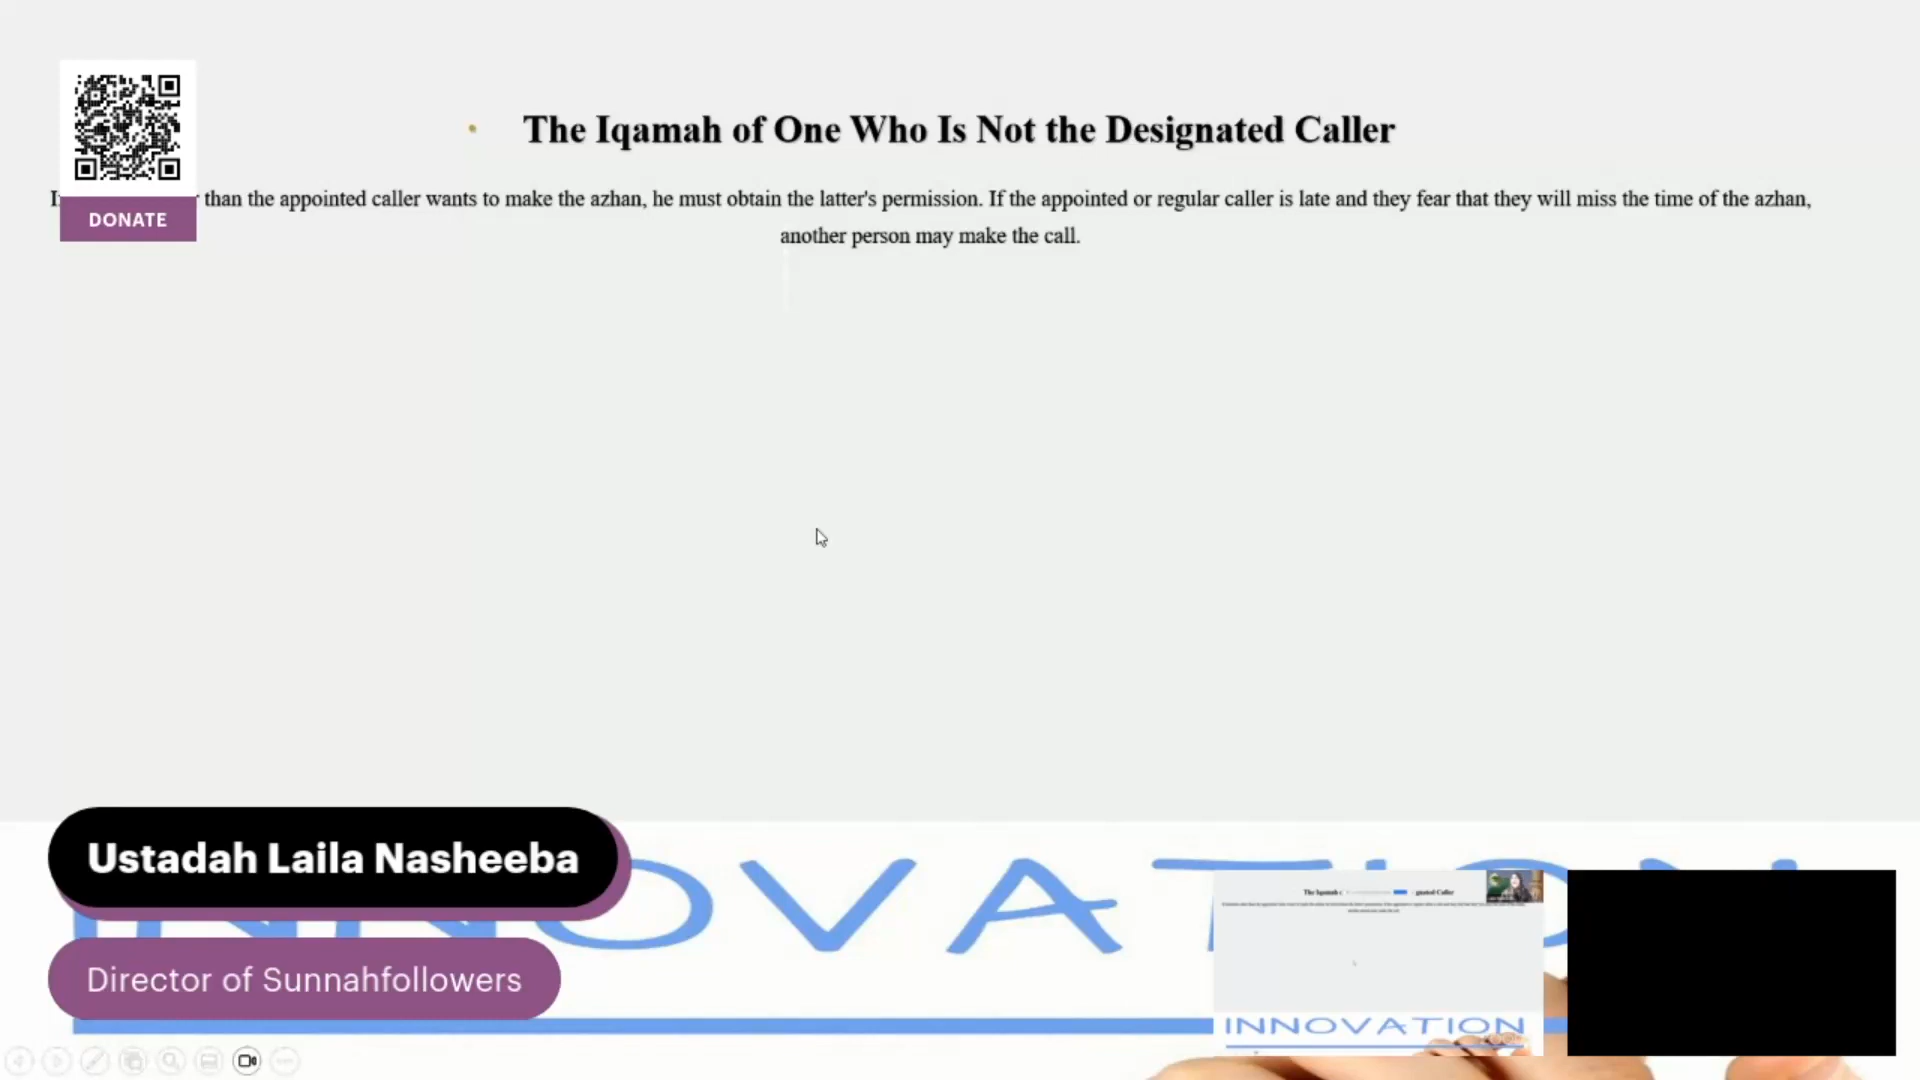 The Iqamah of One Who Is Not the Designated Caller
than the appointed caller wants to make the azhan, he must obtain the latter's permission. If the appointed or regular caller is late and they fear that they will miss the time of the azhan,
another person may make the call.
DONATE
Ustadah Laila Nasheeba
Director of Sunnahfollowers
INNOVATION